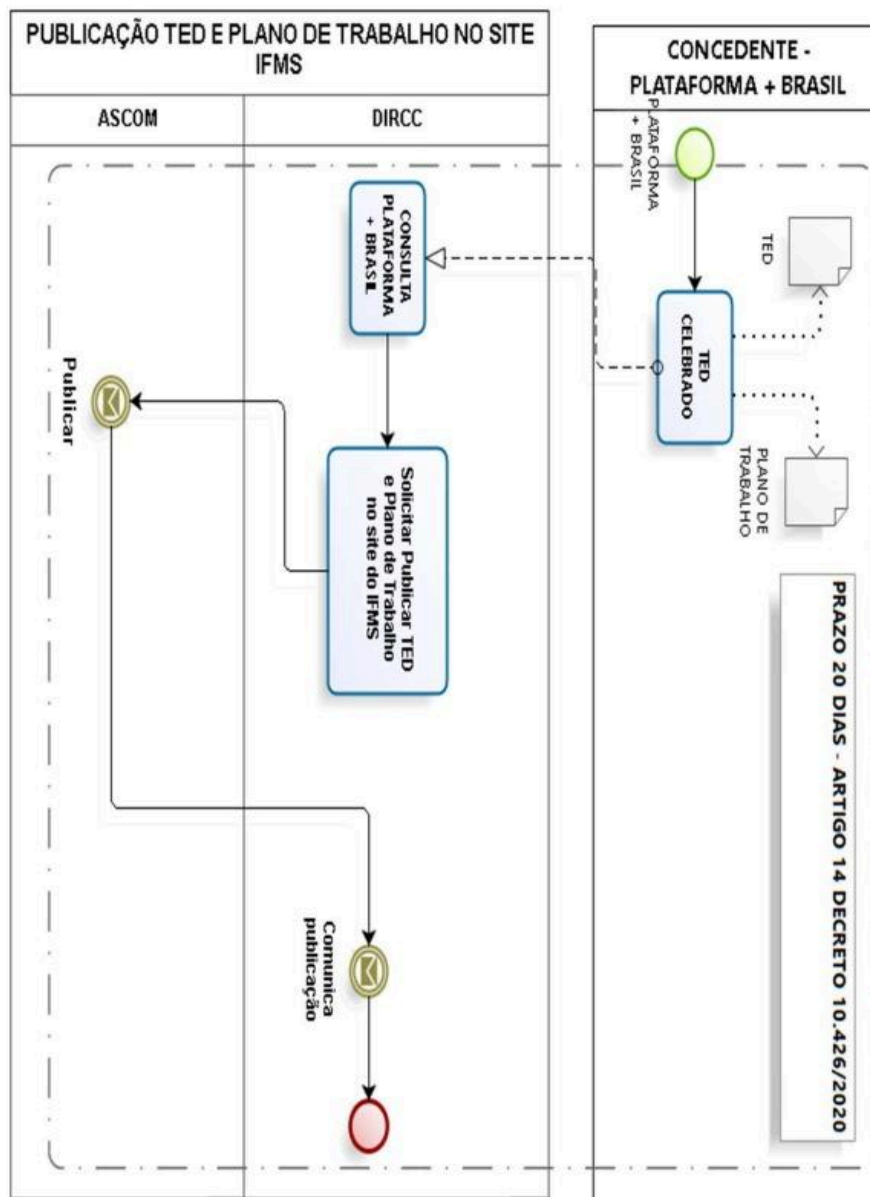 PUBLICAÇÃO TED E PLANO DE TRABALHO NO SITE
IFMS
CONCEDENTE -
PLATAFORMA + BRASIL
ASCOM
DIRCC
PLATAFORMA
+ BRASIL
TED
TED
CELEBRADO
PLANO DE
TRABALHO
PRAZO 20 DIAS - ARTIGO 14 DECRETO 10.426/2020
CONSULTA
PLATAFORMA
+ BRASIL
Solicitar Publicar TED
e Plano de Trabalho
no site do IFMS
Publicar
Comunica
publicação